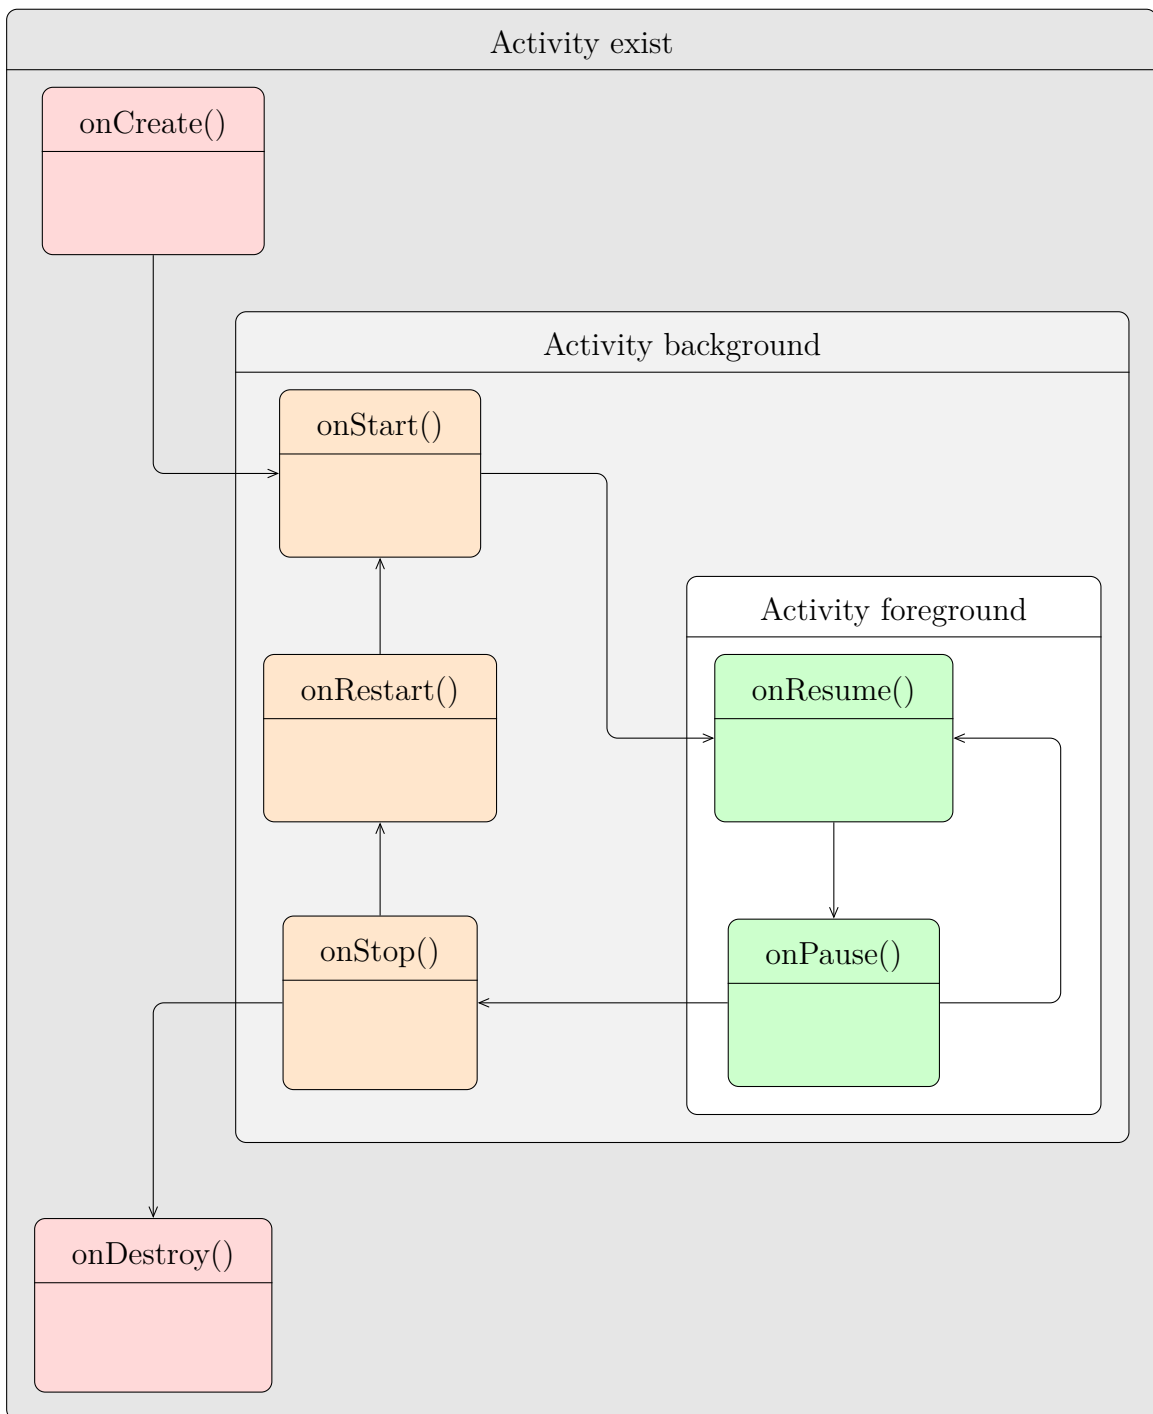 Activity exist
onCreate()
Activity background
onStart()
Activity foreground
onRestart()
onResume()
onStop()
onPause()
onDestroy()